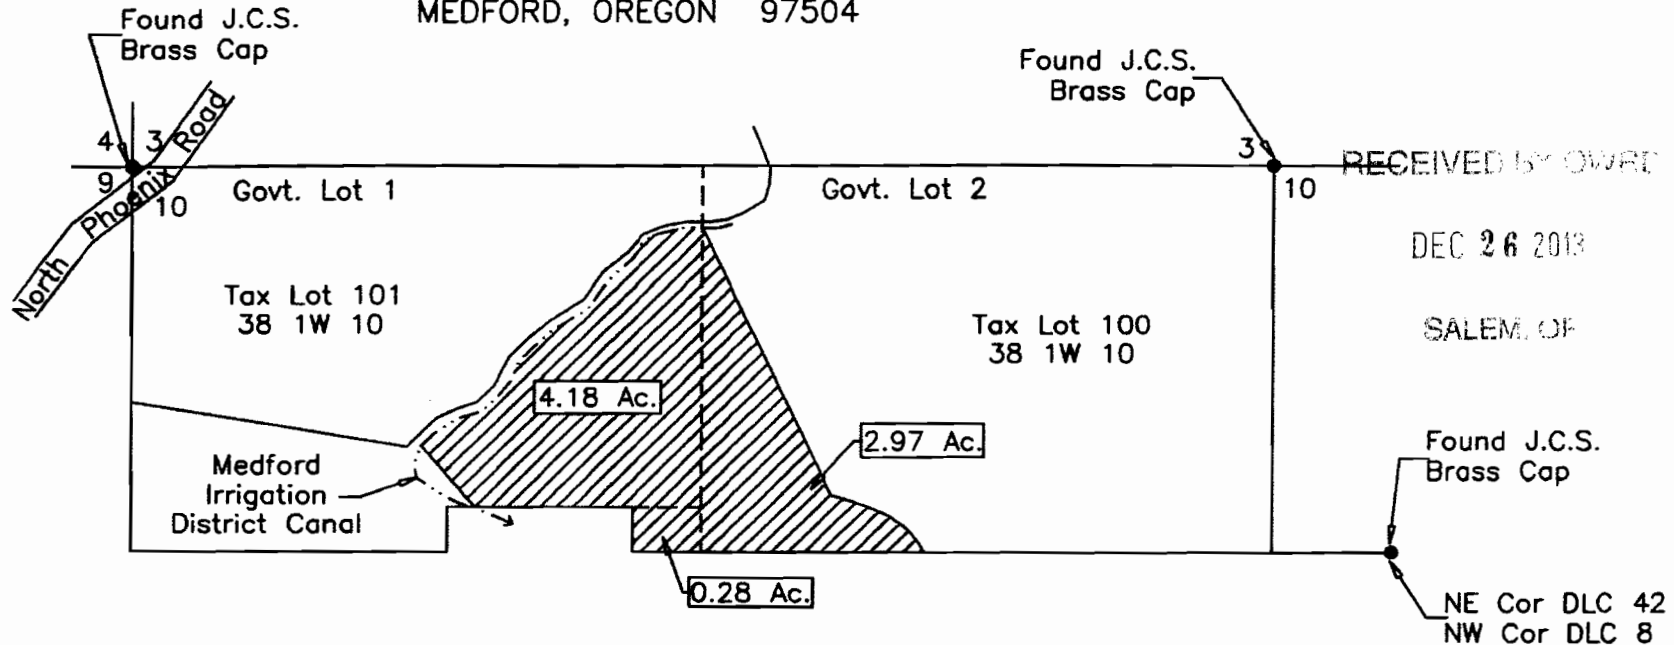 MEDFORD, OREGON 97504
Found J.C.S.
Brass Cap
Found J.C.S.
Brass Cap
4 3
9 10
North Phoenix Road
Govt. Lot 1
Govt. Lot 2
3
10
RECEIVED BY OWRD
DEC 26 2013
SALEM, OR
Tax Lot 101
38 1W 10
Tax Lot 100
38 1W 10
4.18 Ac.
2.97 Ac.
Medford
Irrigation
District Canal
0.28 Ac.
Found J.C.S.
Brass Cap
NE Cor DLC 42
NW Cor DLC 8